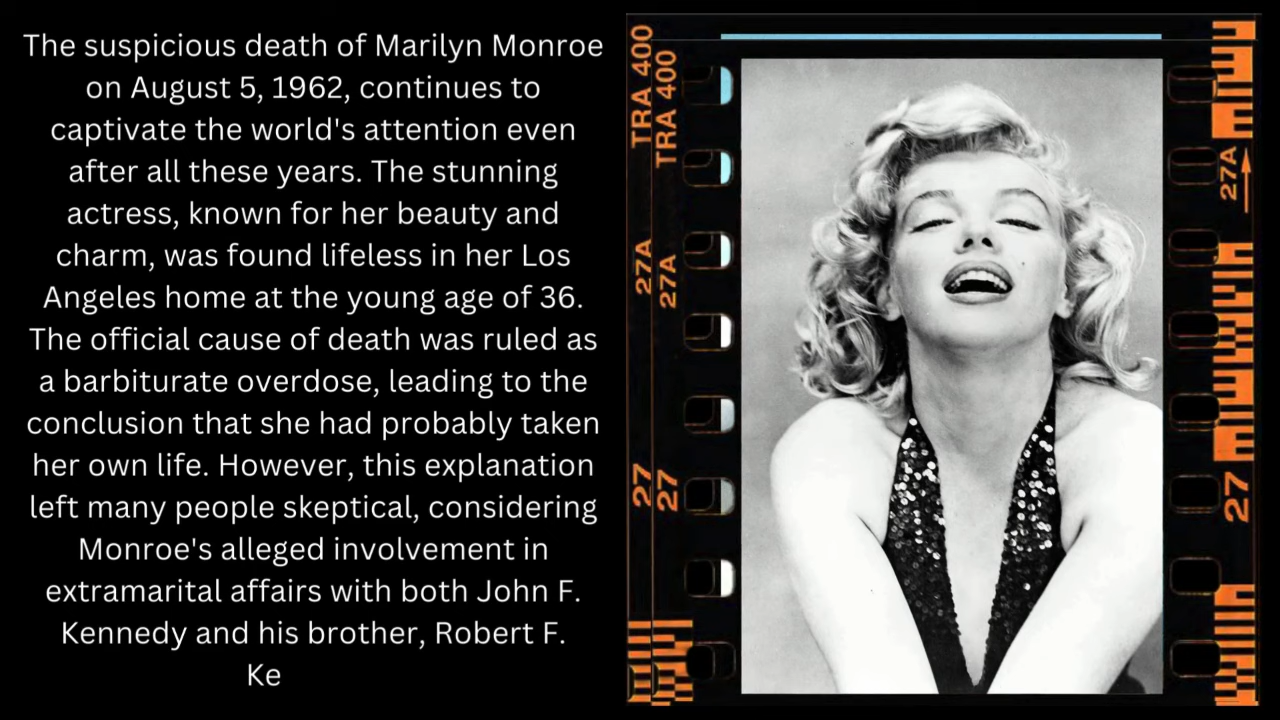 The suspicious death of Marilyn Monroe
on August 5, 1962, continues to
captivate the world's attention even
after all these years. The stunning
actress, known for her beauty and
charm, was found lifeless in her Los
Angeles home at the young age of 36.
The official cause of death was ruled as
a barbiturate overdose, leading to the
conclusion that she had probably taken
her own life. However, this explanation
left many people skeptical, considering
Monroe's alleged involvement in
extramarital affairs with both John F.
Kennedy and his brother, Robert F.
Ke
TRA 400
TRA 400
27A
27A
27
27
27A
27